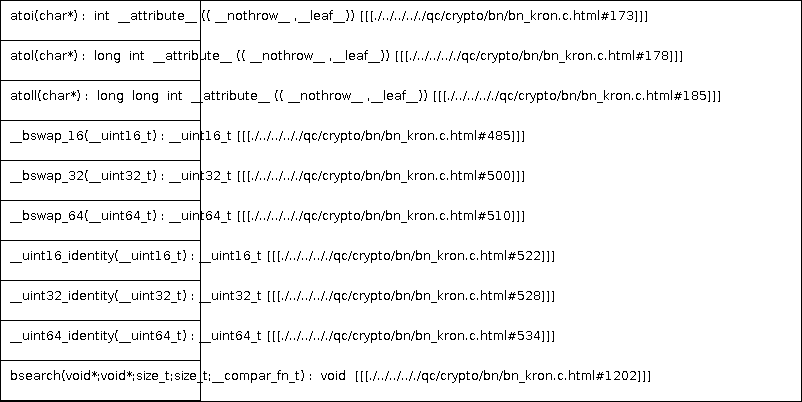 atoi(char*) : int __attribute__ (( __nothrow__ ,__leaf__)) [[[./../../../qc/crypto/bn/bn_kron.c.html#173]]]
atol(char*) : long int __attribute__ (( __nothrow__ ,__leaf__)) [[[./../../../qc/crypto/bn/bn_kron.c.html#178]]]
atoll(char*) : long long int __attribute__ (( __nothrow__ ,__leaf__)) [[[./../../../qc/crypto/bn/bn_kron.c.html#185]]]
__bswap_16(__uint16_t) : __uint16_t [[[./../../../qc/crypto/bn/bn_kron.c.html#485]]]
__bswap_32(__uint32_t) : __uint32_t [[[./../../../qc/crypto/bn/bn_kron.c.html#500]]]
__bswap_64(__uint64_t) : __uint64_t [[[./../../../qc/crypto/bn/bn_kron.c.html#510]]]
__uint16_identity(__uint16_t) : __uint16_t [[[./../../../qc/crypto/bn/bn_kron.c.html#522]]]
__uint32_identity(__uint32_t) : __uint32_t [[[./../../../qc/crypto/bn/bn_kron.c.html#528]]]
__uint64_identity(__uint64_t) : __uint64_t [[[./../../../qc/crypto/bn/bn_kron.c.html#534]]]
bsearch(void*;void*;size_t;size_t;__compar_fn_t) : void [[[./../../../qc/crypto/bn/bn_kron.c.html#1202]]]